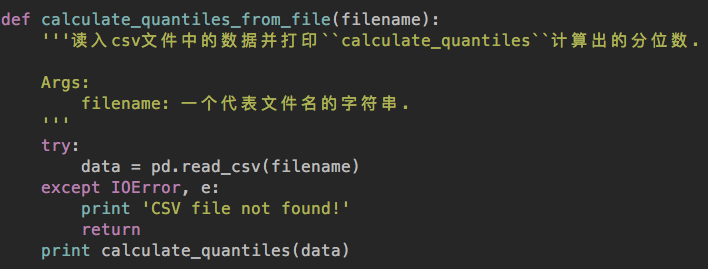 def calculate_quantiles_from_file(filename):
    '''读入csv文件中的数据并打印``calculate_quantiles``计算出的分位数.

    Args:
        filename: 一个代表文件名的字符串.
    '''
    try:
        data = pd.read_csv(filename)
    except IOError, e:
        print 'CSV file not found!'
        return
    print calculate_quantiles(data)